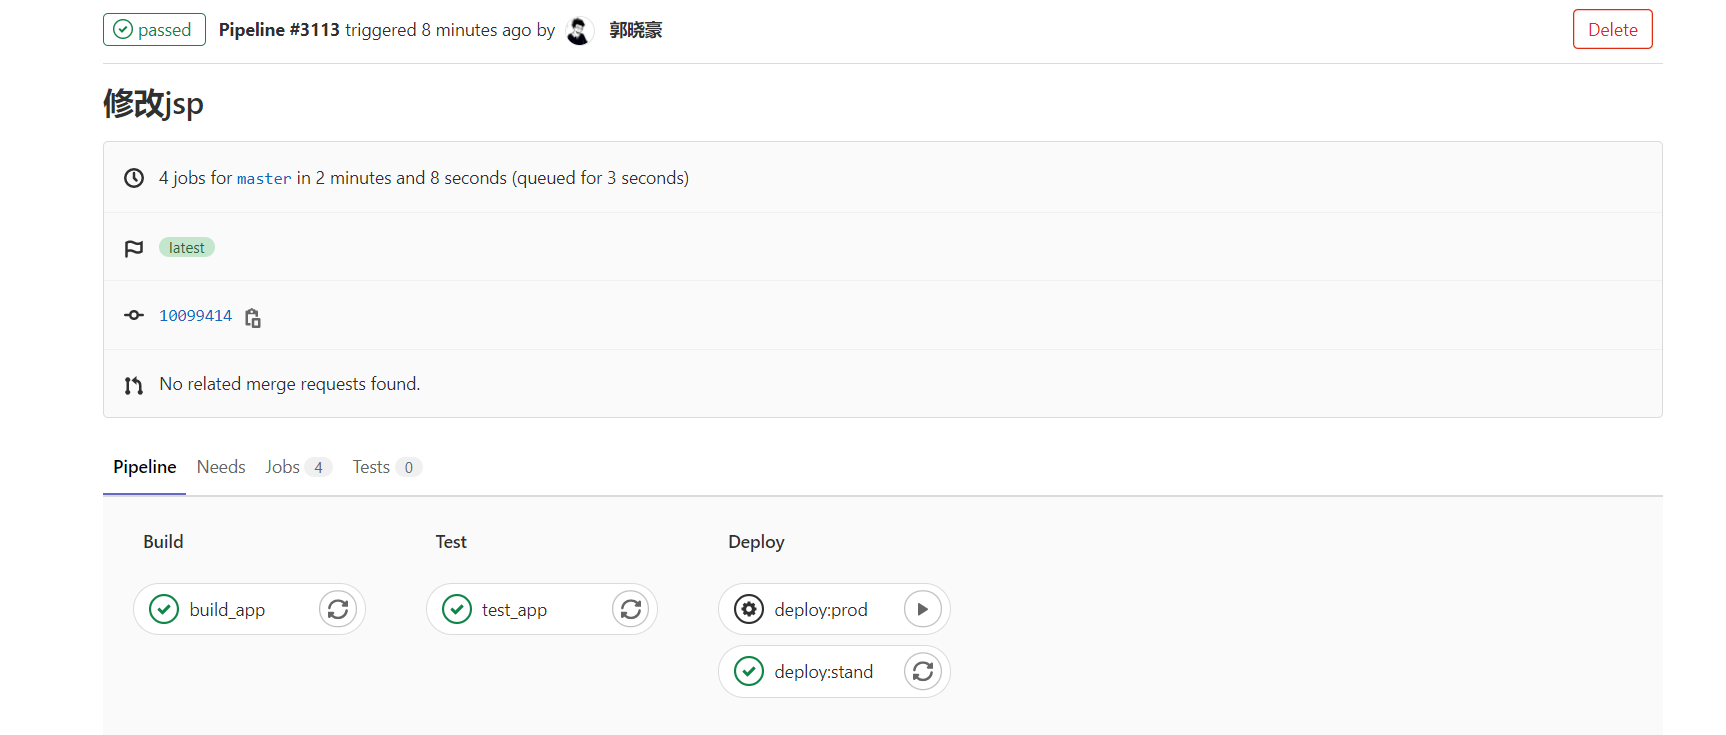 passed Pipeline #3113 triggered 8 minutes ago by 郭晓豪 Delete
修改jsp
4 jobs for master in 2 minutes and 8 seconds (queued for 3 seconds)
latest
10099414
No related merge requests found.
Pipeline Needs Jobs 4 Tests 0
Build Test Deploy
build_app test_app deploy:prod
deploy:stand